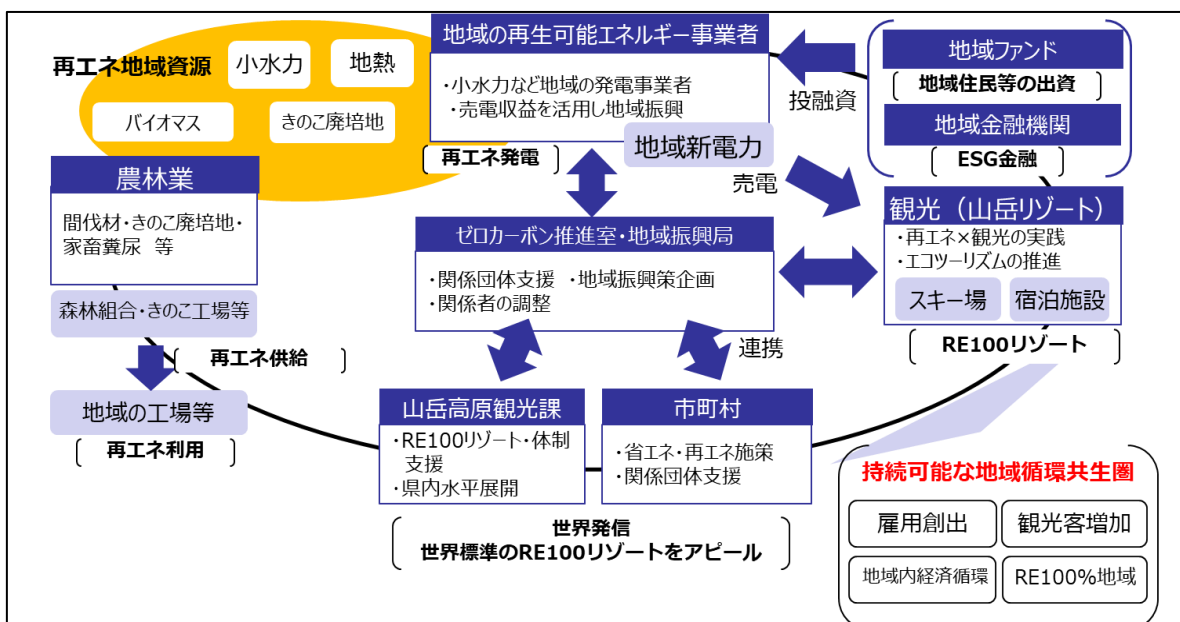 再エネ地域資源
小水力
地熱
バイオマス
きのこ廃培地
地域の再生可能エネルギー事業者
・小水力など地域の発電事業者
・売電収益を活用し地域振興
地域新電力
再エネ発電
投融資
地域ファンド
地域住民等の出資
地域金融機関
ESG金融
売電
農林業
間伐材・きのこ廃培地・
家畜糞尿 等
森林組合・きのこ工場等
再エネ供給
地域の工場等
再エネ利用
ゼロカーボン推進室・地域振興局
・関係団体支援 ・地域振興策企画
・関係者の調整
観光（山岳リゾート）
・再エネ×観光の実践
・エコツーリズムの推進
スキー場
宿泊施設
RE100リゾート
連携
山岳高原観光課
・RE100リゾート・体制
支援
・県内水平展開
市町村
・省エネ・再エネ施策
・関係団体支援
世界発信
世界標準のRE100リゾートをアピール
持続可能な地域循環共生圏
雇用創出
観光客増加
地域内経済循環
RE100%地域